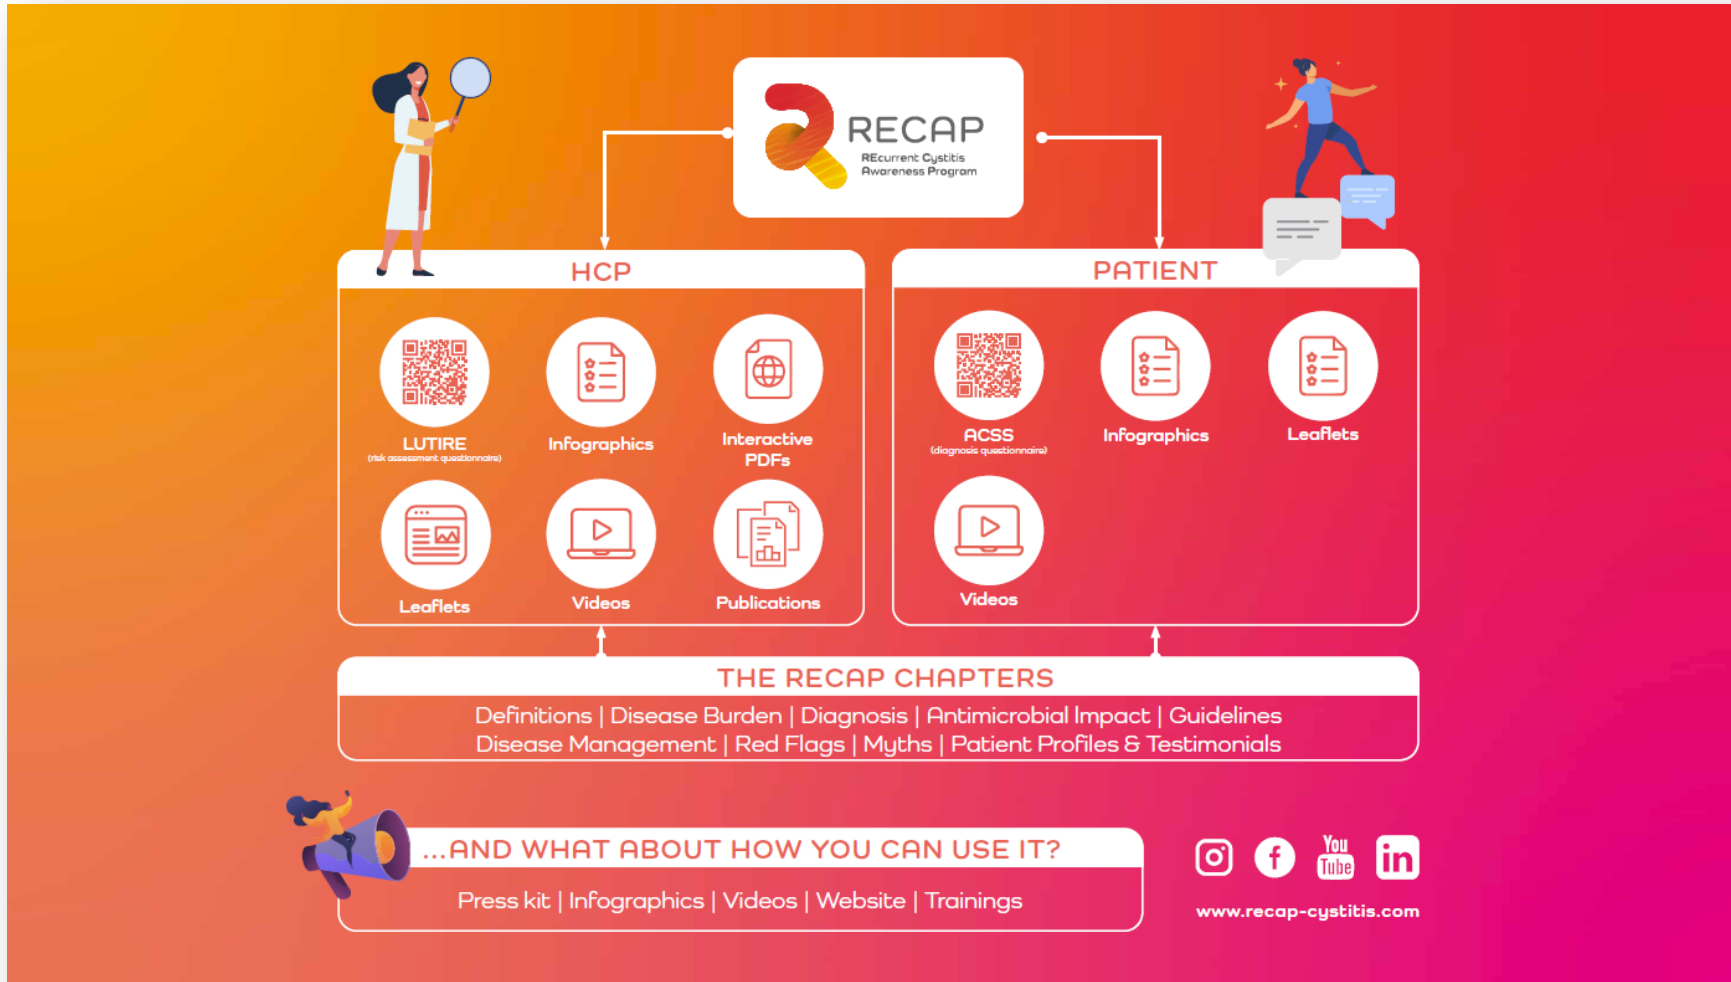 RECAP
REcurrent Cystitis
Awareness Program
HCP
LUTIRE
(risk assessment questionnaire)
Infographics
Interactive
PDFs
Leaflets
Videos
Publications
PATIENT
ACSS
(diagnosis questionnaire)
Infographics
Leaflets
Videos
THE RECAP CHAPTERS
Definitions | Disease Burden | Diagnosis | Antimicrobial Impact | Guidelines
Disease Management | Red Flags | Myths | Patient Profiles & Testimonials
...AND WHAT ABOUT HOW YOU CAN USE IT?
Press kit | Infographics | Videos | Website | Trainings
You
Tube
in
www.recap-cystitis.com